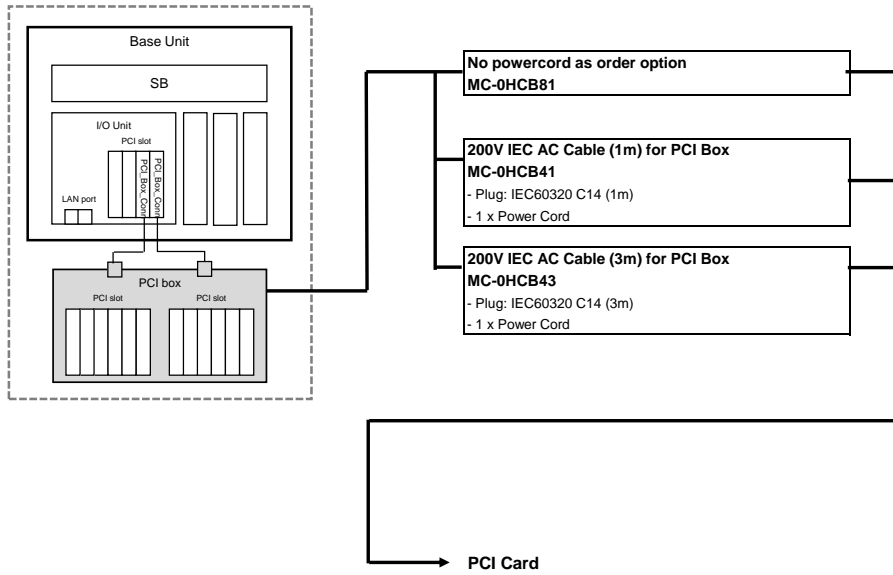 Base Unit
SB
I/O Unit
PCI slot
PCI_Box_Conn
PCI_Box_Conn
LAN port
PCI box
PCI slot
PCI slot
No powercord as order option
MC-0HCB81
200V IEC AC Cable (1m) for PCI Box
MC-0HCB41
- Plug: IEC60320 C14 (1m)
- 1 x Power Cord
200V IEC AC Cable (3m) for PCI Box
MC-0HCB43
- Plug: IEC60320 C14 (3m)
- 1 x Power Cord
PCI Card